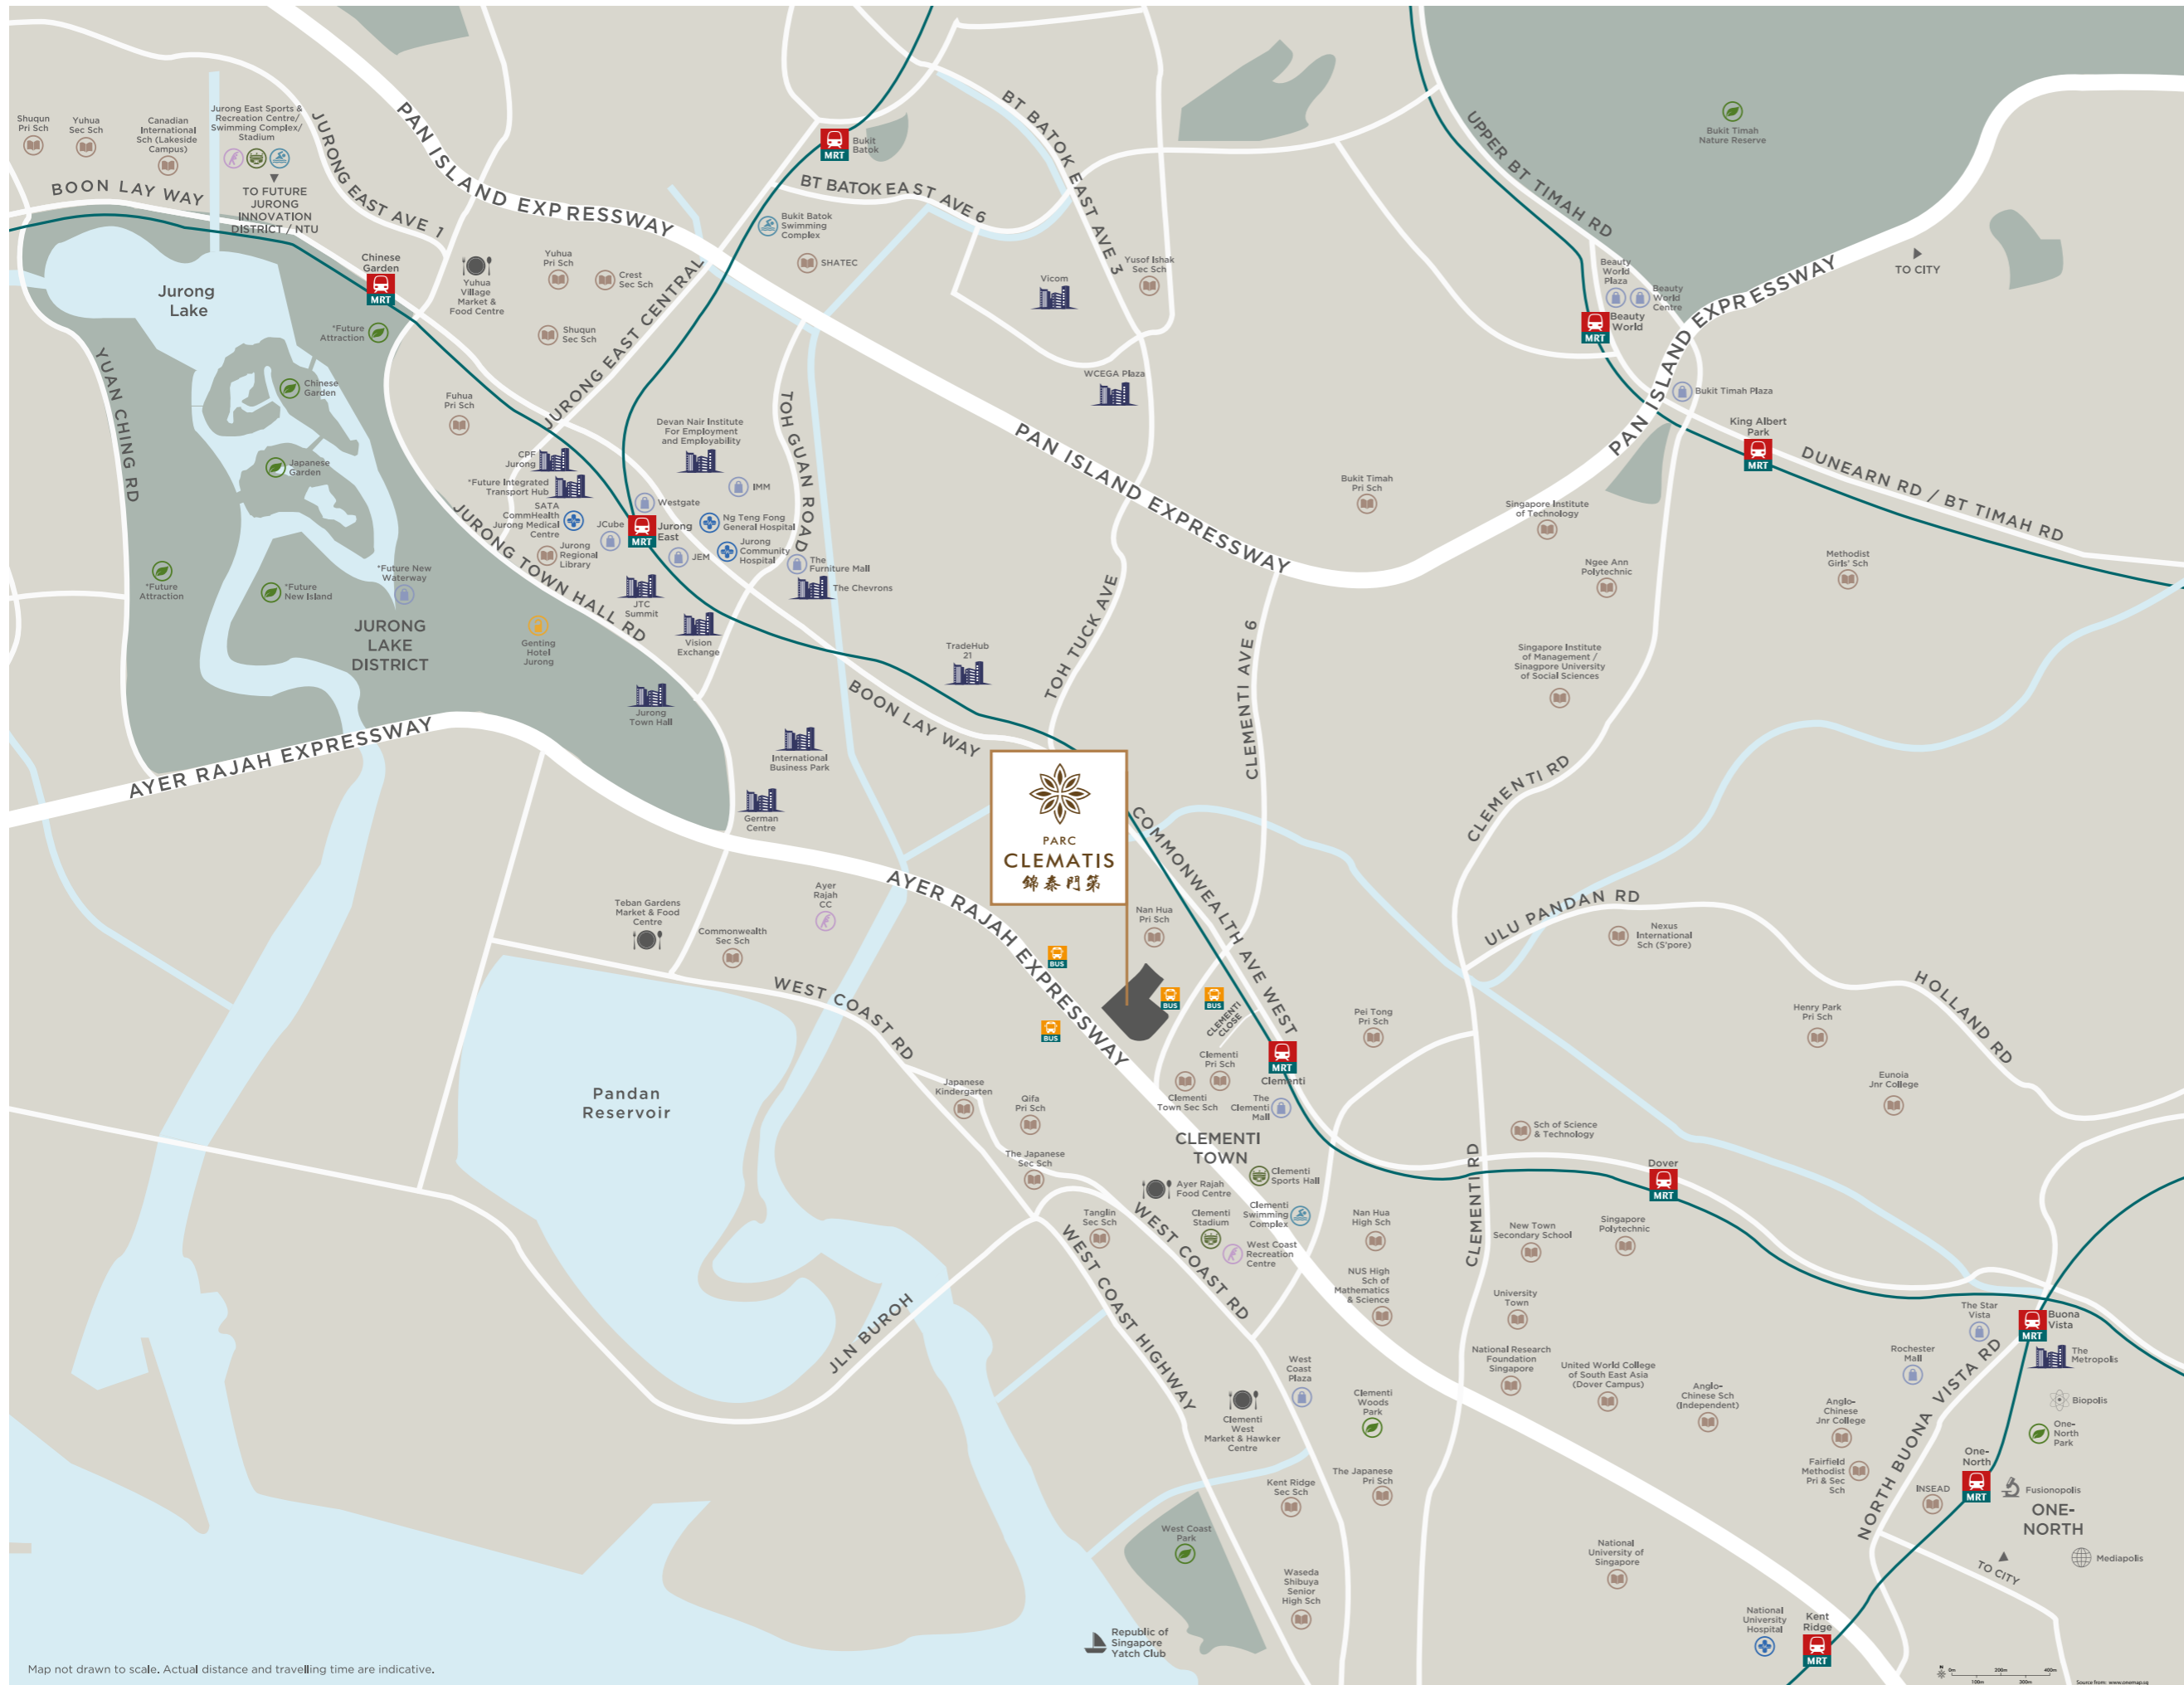 Shuqun
Pri Sch
Yuhua
Sec Sch
Canadian
International
Sch (Lakeside
Campus)
Jurong East Sports &
Recreation Centre/
Swimming Complex/
Stadium
TO FUTURE
JURONG
INNOVATION
DISTRICT / NTU
BOON LAY WAY
JURONG EAST AVE 1
PAN ISLAND EXPRESSWAY
MRT
Bukit
Batok
BT BATOK EAST AVE 6
BT BATOK EAST AVE 3
Bukit Batok
Swimming
Complex
SHATEC
Yusof Ishak
Sec Sch
Vicom
WCEGA Plaza
UPPER BT TIMAH RD
Bukit Timah
Nature Reserve
TO CITY
Beauty
World
Plaza
Beauty
World
Centre
Beauty
World
MRT
PAN ISLAND EXPRESSWAY
Bukit Timah Plaza
King Albert
Park
MRT
DUNEARN RD / BT TIMAH RD
Jurong
Lake
Chinese
Garden
MRT
*Future
Attraction
Yuhua
Village
Market &
Food Centre
Yuhua
Pri Sch
Crest
Sec Sch
Shuqun
Sec Sch
JURONG EAST CENTRAL
YUAN CHING RD
Chinese
Garden
Japanese
Garden
Fuhua
Pri Sch
CPF
Jurong
*Future Integrated
Transport Hub
SATA
CommHealth
Jurong Medical
Centre
Devan Nair Institute
For Employment
and Employability
TOH GUAN ROAD
IMM
Westgate
JCube
MRT
Jurong
East
Ng Teng Fong
General Hospital
Jurong
Community
Hospital
JEM
The
Furniture Mall
The Chevrons
Jurong
Regional
Library
JURONG TOWN HALL RD
JTC
Summit
Vision
Exchange
*Future
Attraction
*Future
New Island
*Future New
Waterway
JURONG
LAKE
DISTRICT
Genting
Hotel
Jurong
Jurong
Town Hall
TradeHub
21
BOON LAY WAY
TOH TUCK AVE
PAN ISLAND EXPRESSWAY
CLEMENTI AVE 6
Bukit Timah
Pri Sch
Singapore Institute
of Technology
Ngee Ann
Polytechnic
Methodist
Girls' Sch
Singapore Institute
of Management /
Sinagpore University
of Social Sciences
CLEMENTI RD
AYER RAJAH EXPRESSWAY
International
Business Park
German
Centre
PARC
CLEMATIS
錦泰門第
COMMONWEALTH AVE WEST
AYER RAJAH EXPRESSWAY
Ayer
Rajah
CC
Teban Gardens
Market & Food
Centre
Commonwealth
Sec Sch
WEST COAST RD
Nan Hua
Pri Sch
BUS
BUS
BUS
BUS
CLEMENTI
CLOSE
ULU PANDAN RD
Nexus
International
Sch (S'pore)
HOLLAND RD
Henry Park
Pri Sch
Pei Tong
Pri Sch
Eunoia
Jnr College
Clementi
Pri Sch
MRT
Clementi
Clementi
Town Sec Sch
The
Clementi
Mall
CLEMENTI
TOWN
Pandan
Reservoir
Japanese
Kindergarten
Qifa
Pri Sch
The Japanese
Sec Sch
Sch of Science
& Technology
CLEMENTI RD
Dover
MRT
Clementi
Sports Hall
Ayer Rajah
Food Centre
Clementi
Swimming
Complex
Clementi
Stadium
West Coast
Recreation
Centre
Tanglin
Sec Sch
WEST COAST RD
WEST COAST HIGHWAY
Nan Hua
High Sch
NUS High
Sch of
Mathematics
& Science
New Town
Secondary School
Singapore
Polytechnic
University
Town
JLN BUROH
National Research
Foundation
Singapore
United World College
of South East Asia
(Dover Campus)
Anglo-
Chinese Sch
(Independent)
Anglo-
Chinese
Jnr College
Fairfield
Methodist
Pri & Sec
Sch
Rochester
Mall
The Star
Vista
MRT
Buona
Vista
The
Metropolis
Biopolis
One-
North
Park
NORTH BUONA VISTA RD
One-
North
MRT
INSEAD
Fusionopolis
ONE-
NORTH
Mediapolis
TO CITY
West
Coast
Plaza
Clementi
Woods
Park
Clementi
West
Market & Hawker
Centre
Kent Ridge
Sec Sch
The Japanese
Pri Sch
West Coast
Park
Waseda
Shibuya
Senior
High Sch
National
University of
Singapore
National
University
Hospital
Kent
Ridge
MRT
Republic of
Singapore
Yatch Club
Map not drawn to scale. Actual distance and travelling time are indicative.
N
0m 200m 400m
100m 300m
Source from: www.onemap.sg